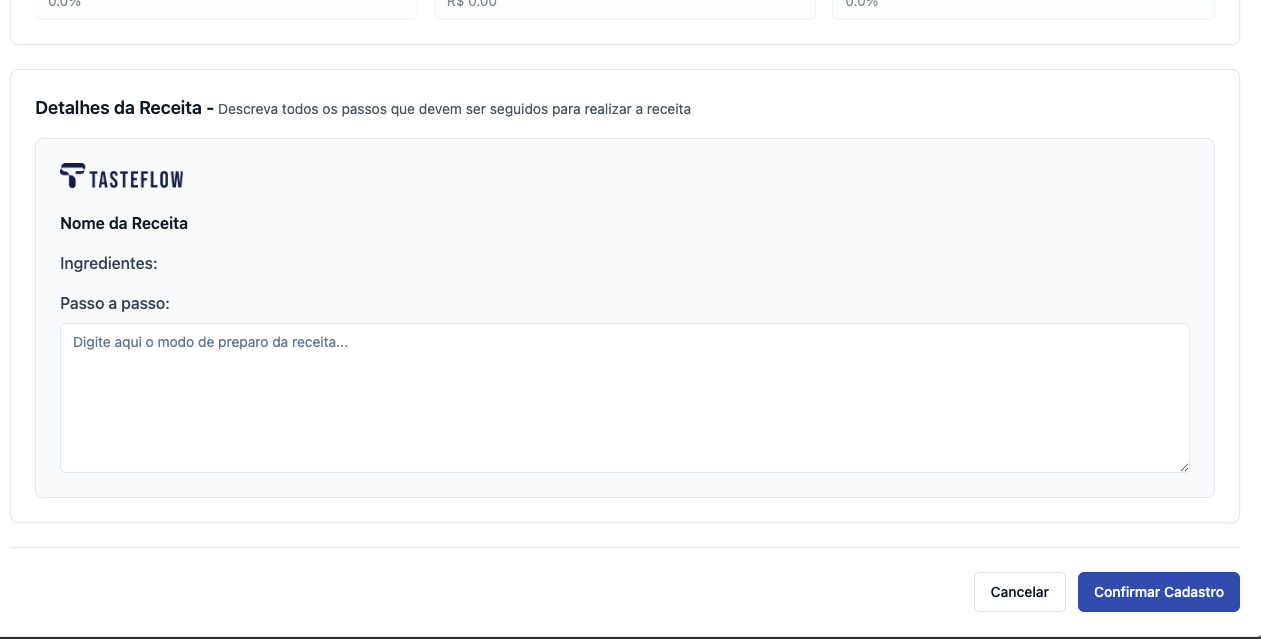 0.0%
R$ 0.00
0.0%
Detalhes da Receita - Descreva todos os passos que devem ser seguidos para realizar a receita
TASTEFLOW
Nome da Receita
Ingredientes:
Passo a passo:
Digite aqui o modo de preparo da receita...
Cancelar
Confirmar Cadastro